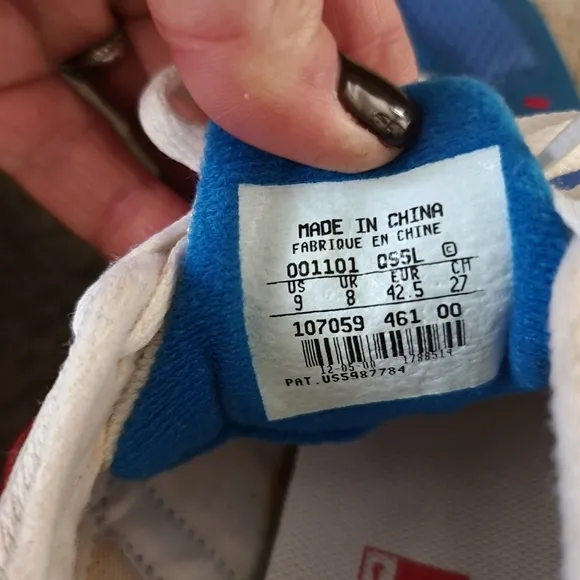 MADE IN CHINA
FABRIQUE EN CHINE
001101 QS5L ©
US UK EUR CM
9 8 42.5 27
107059 461 00
12-05-00 1788514
PAT.US5987784